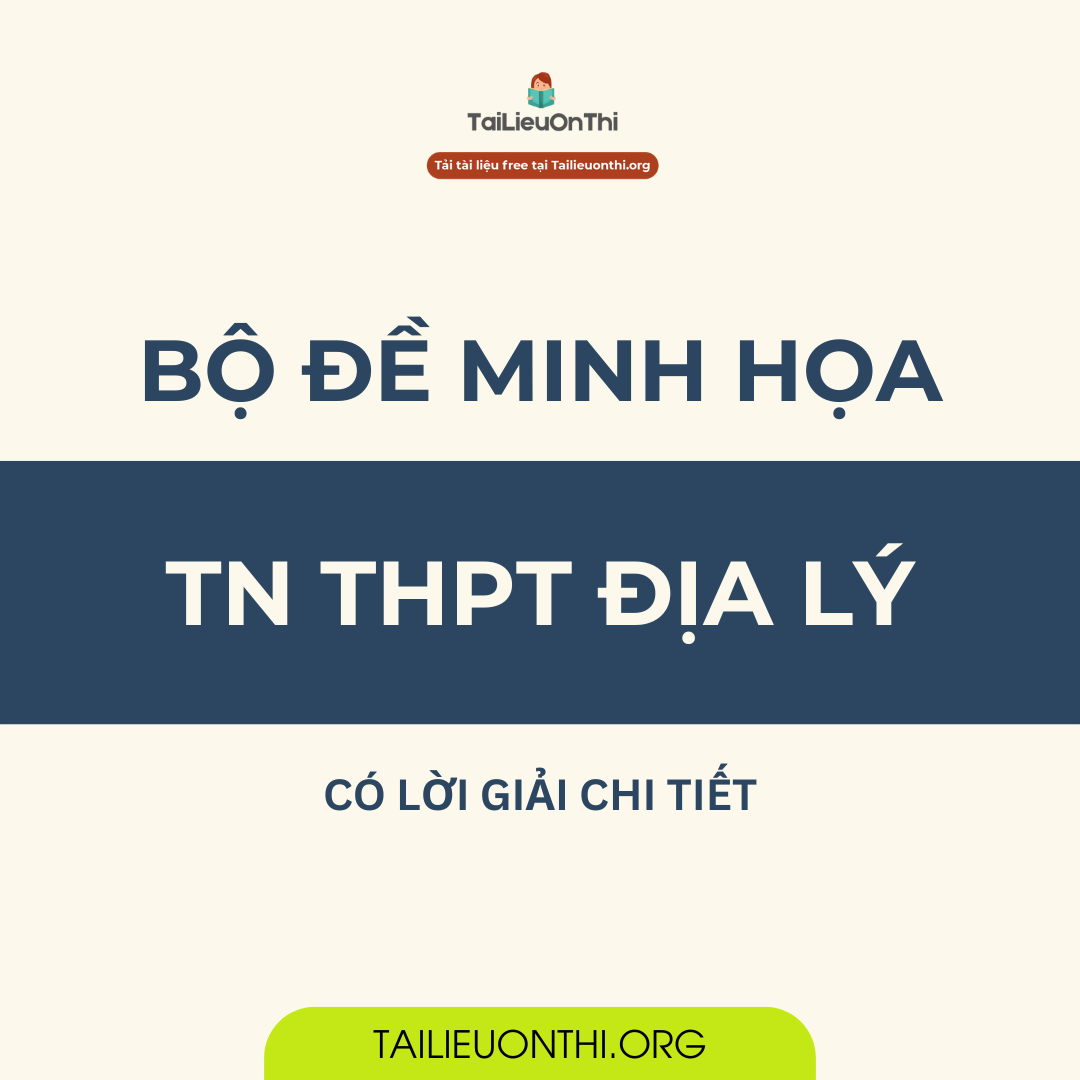 TaiLieuOnThi
Tải tài liệu free tại Tailieuonthi.org
BỘ ĐỀ MINH HỌA
TN THPT ĐỊA LÝ
CÓ LỜI GIẢI CHI TIẾT
TAILIEUONTHI.ORG